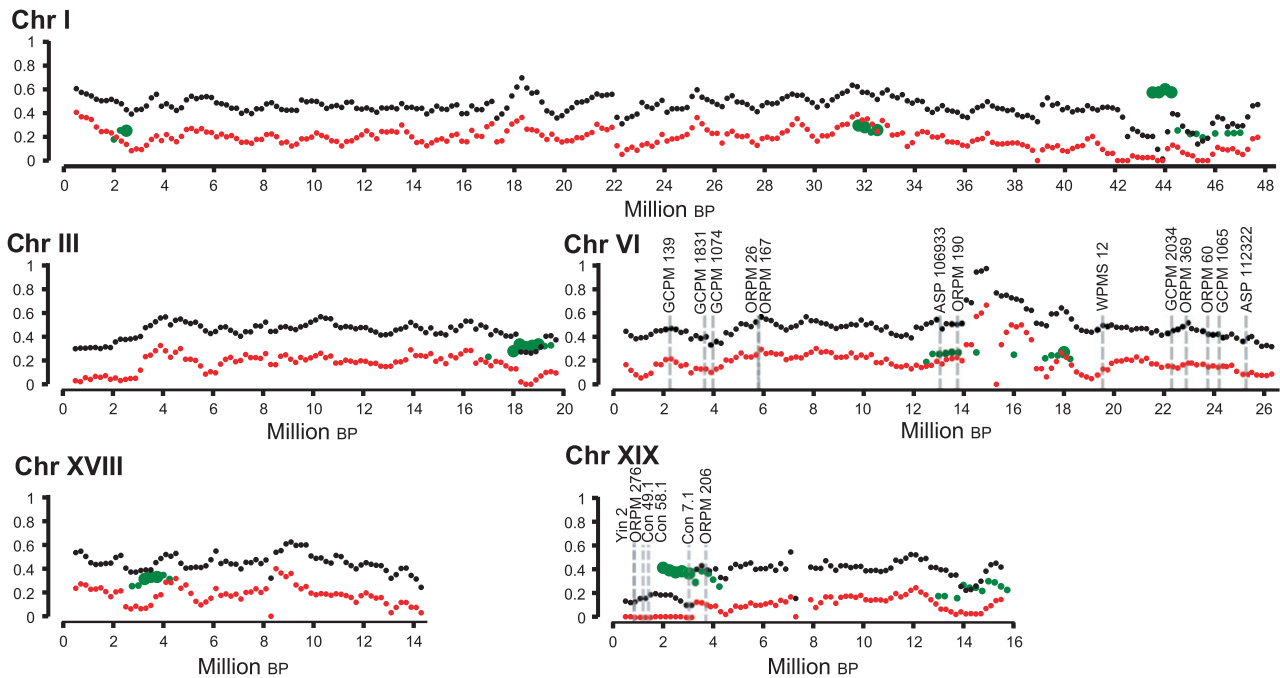 Chr I
1
0.8
0.6
0.4
0.2
0
0 2 4 6 8 10 12 14 16 18 20 22 24 26 28 30 32 34 36 38 40 42 44 46 48
Million BP
Chr III
1
0.8
0.6
0.4
0.2
0
0 2 4 6 8 10 12 14 16 18 20
Million BP
Chr VI
GCPM 139
GCPM 1831
GCPM 1074
ORPM 26
ORPM 167
ASP 106933
ORPM 190
WPMS 12
GCPM 2034
ORPM 369
ORPM 60
GCPM 1065
ASP 112322
1
0.8
0.6
0.4
0.2
0
0 2 4 6 8 10 12 14 16 18 20 22 24 26
Million BP
Chr XVIII
1
0.8
0.6
0.4
0.2
0
0 2 4 6 8 10 12 14
Million BP
Chr XIX
Yin 2
ORPM 276
Con 49.1
Con 58.1
Con 7.1
ORPM 206
1
0.8
0.6
0.4
0.2
0
0 2 4 6 8 10 12 14 16
Million BP